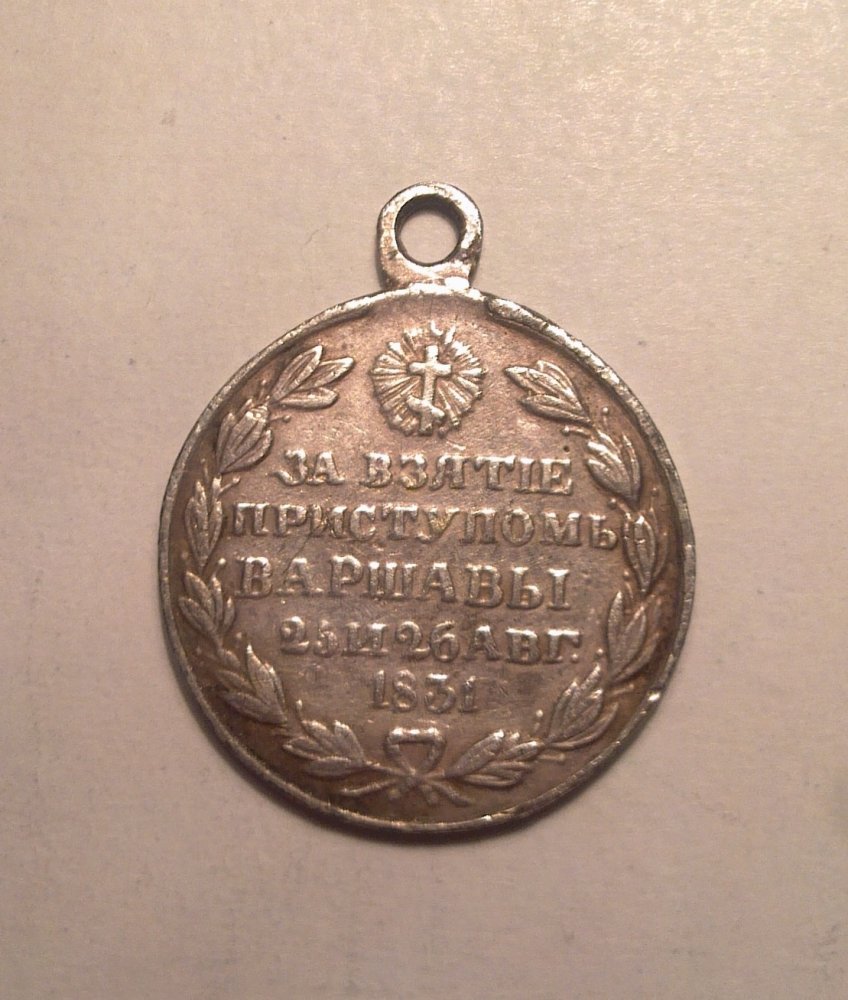 ЗА ВЗЯТІЕ
ПРИСТУПОМЪ
ВАРШАВЫ
25 И 26 АВГ.
1831